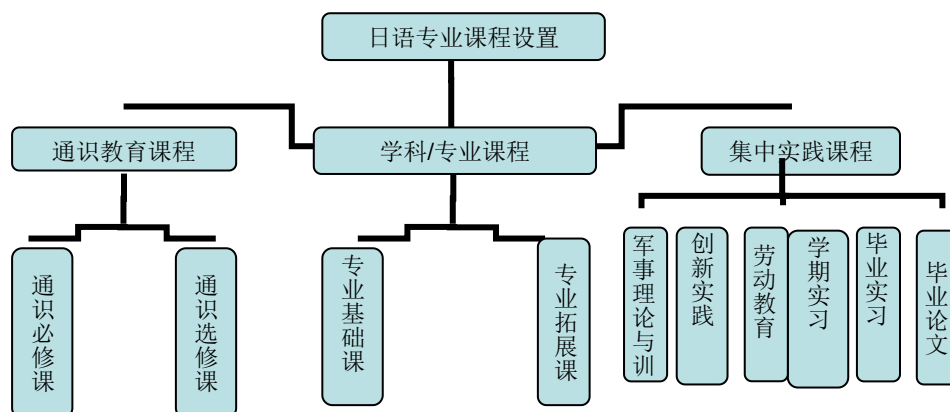 日语专业课程设置
通识教育课程
学科/专业课程
集中实践课程
通识必修课
通识选修课
专业基础课
专业拓展课
军事理论与训
创新实践
劳动教育
学期实习
毕业实习
毕业论文